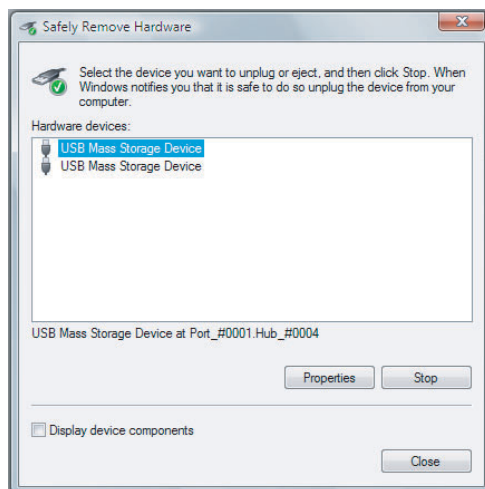 Safely Remove Hardware
Select the device you want to unplug or eject, and then click Stop. When
Windows notifies you that it is safe to do so unplug the device from your
computer.
Hardware devices:
USB Mass Storage Device
USB Mass Storage Device
USB Mass Storage Device at Port_#0001.Hub_#0004
Properties Stop
Display device components
Close